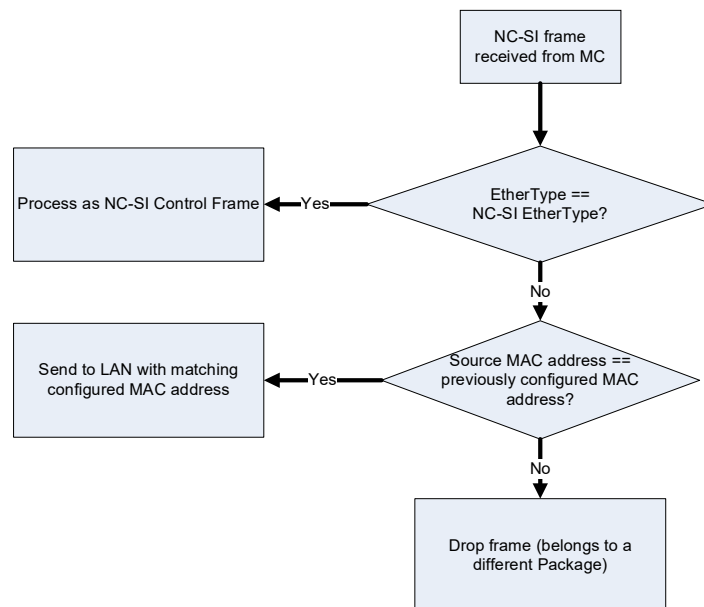 NC-SI frame
received from MC
Process as NC-SI Control Frame
Yes
EtherType ==
NC-SI EtherType?
No
Send to LAN with matching
configured MAC address
Yes
Source MAC address ==
previously configured MAC
address?
No
Drop frame (belongs to a
different Package)